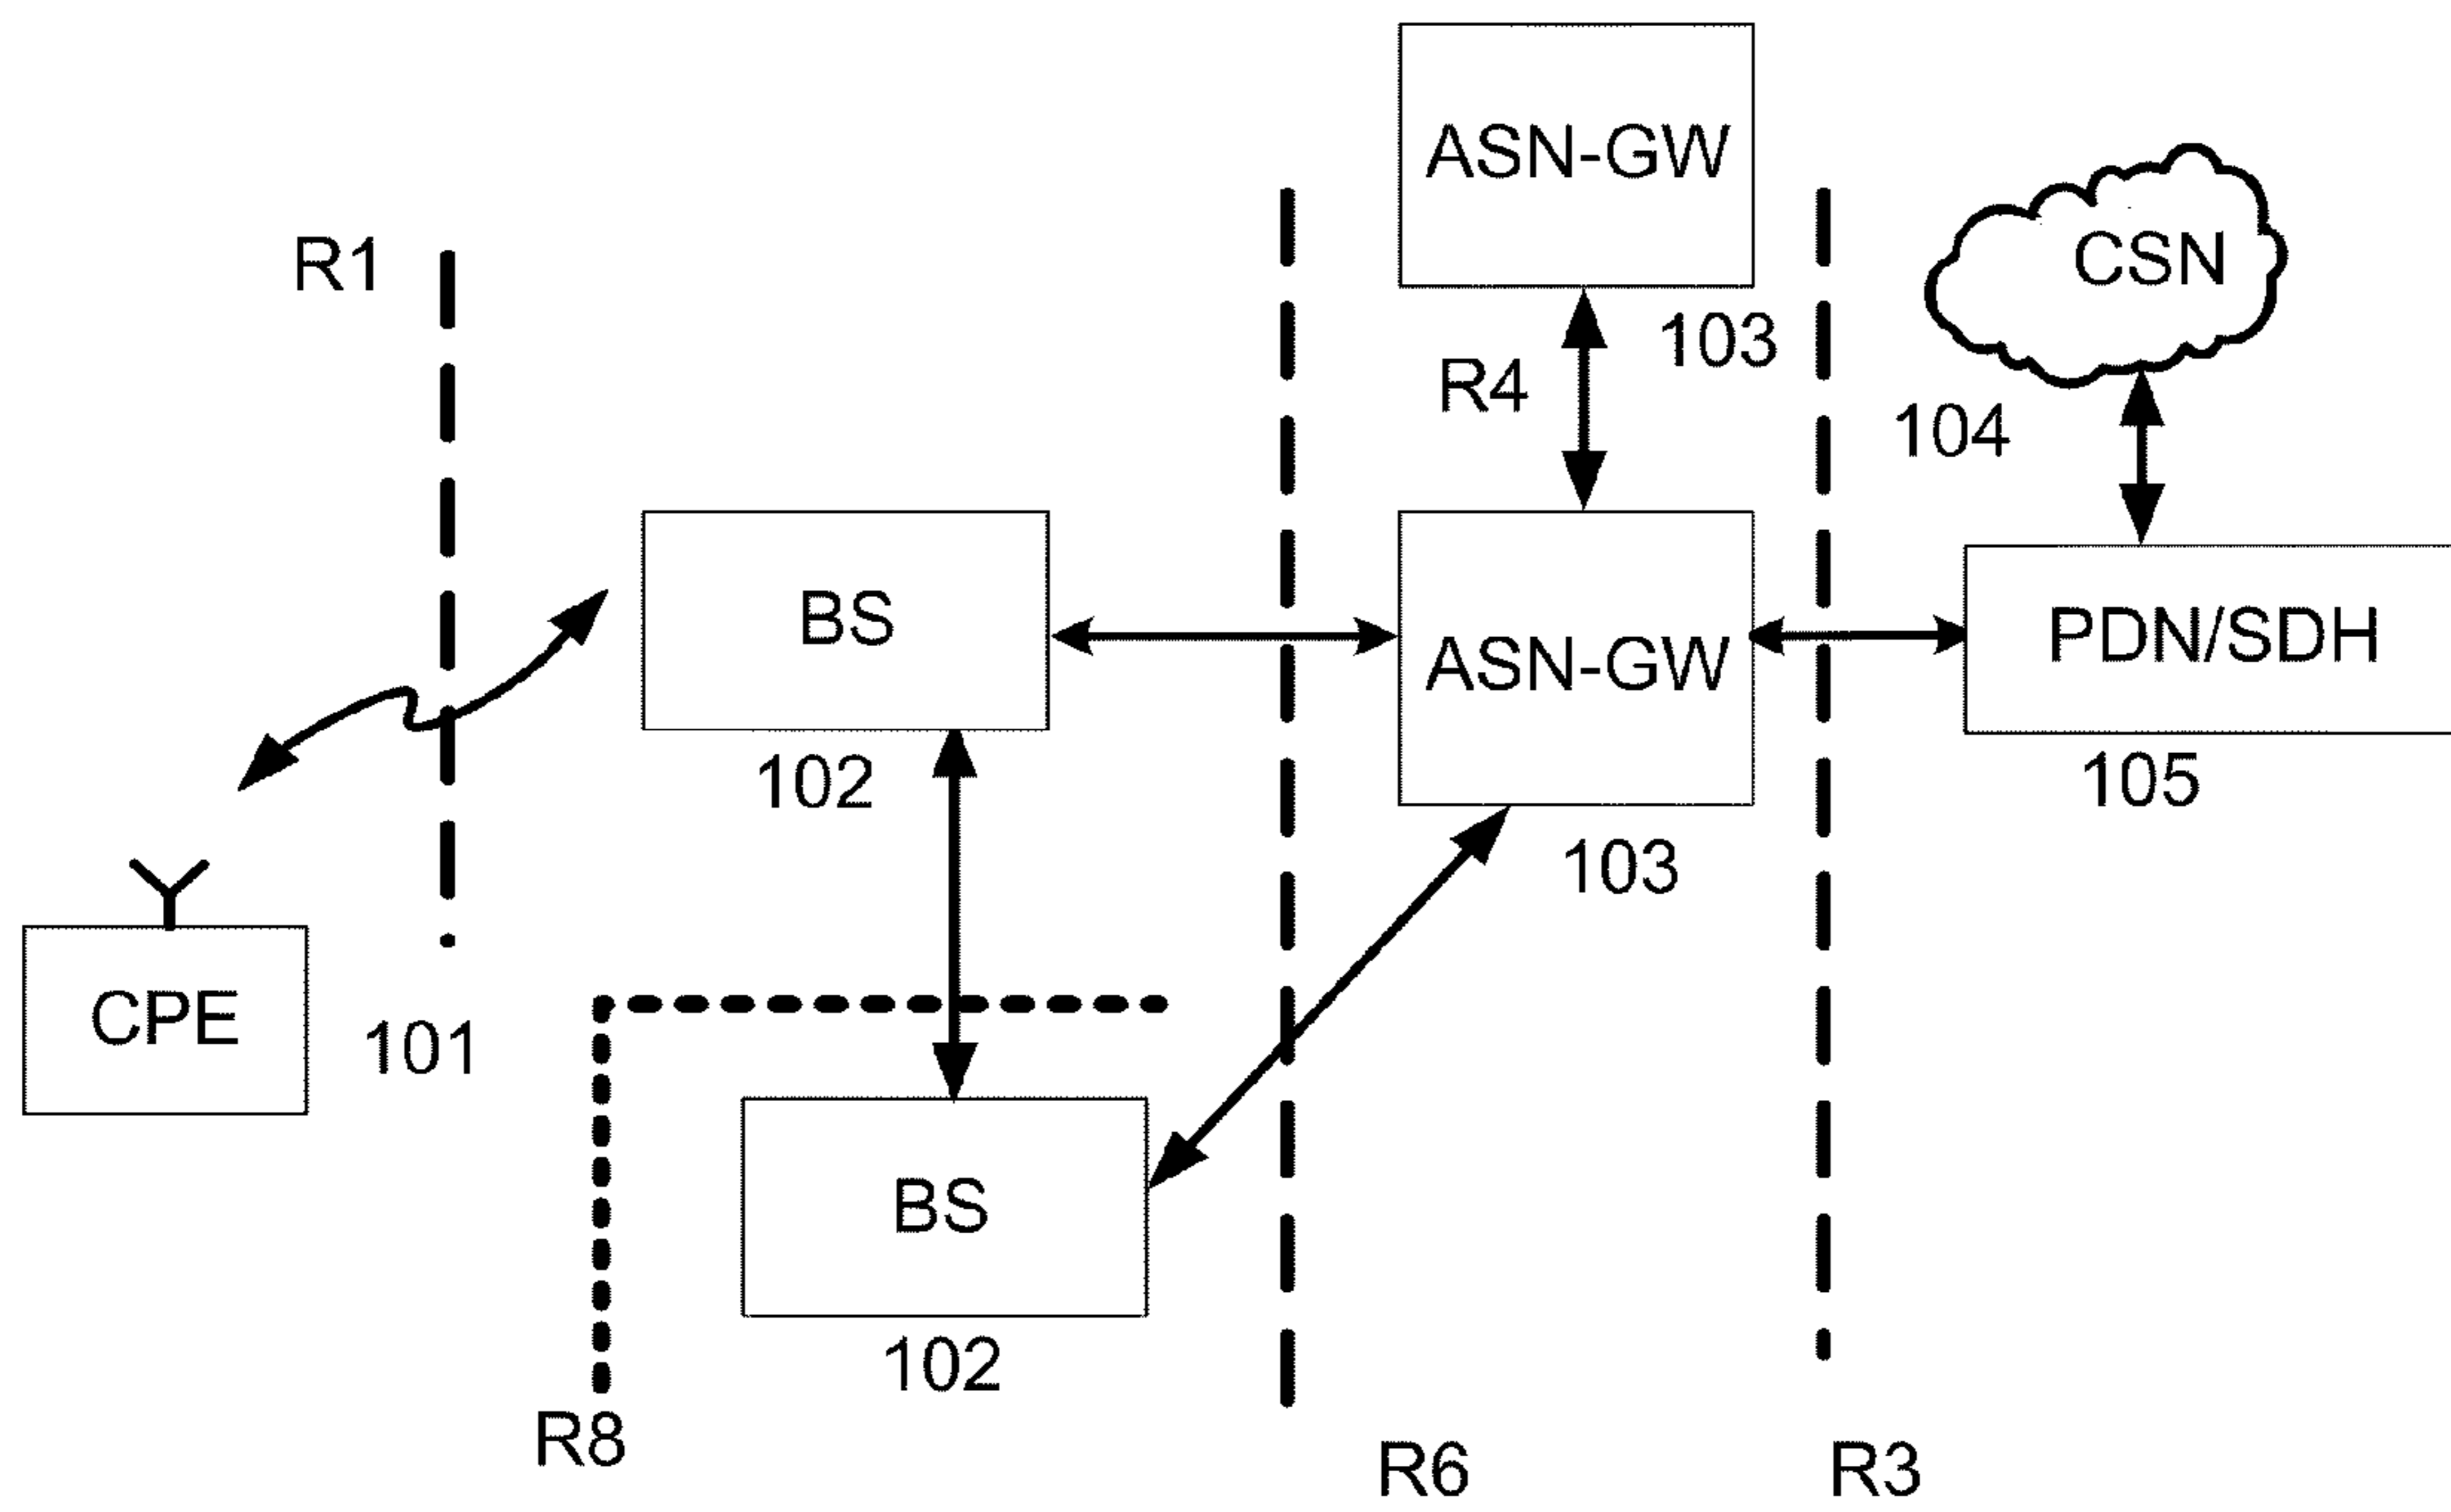 ASN-GW
R1
CSN
103
R4
104
BS
ASN-GW
PDN/SDH
102
105
103
CPE
101
BS
102
R8
R6
R3